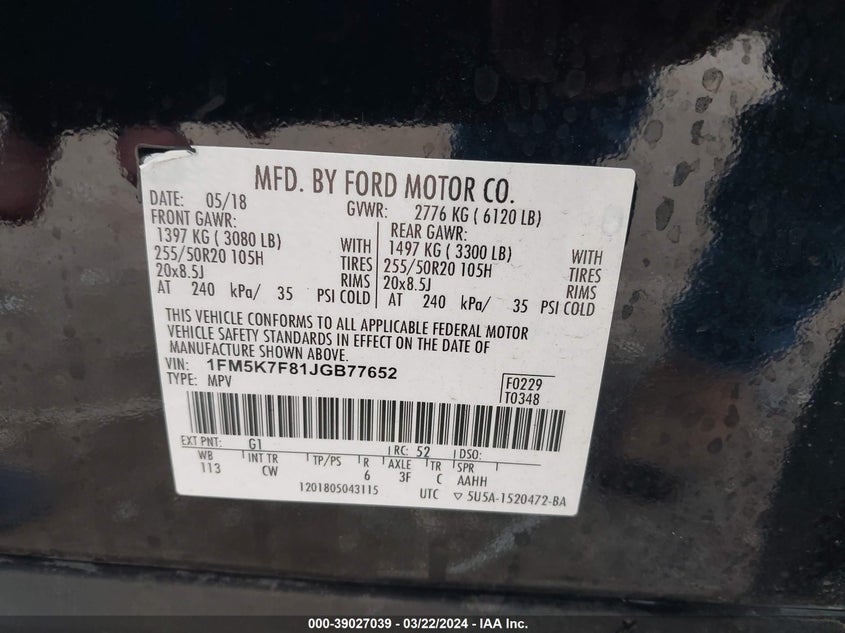 MFD. BY FORD MOTOR CO.
DATE: 05/18 GVWR: 2776 KG ( 6120 LB)
FRONT GAWR: REAR GAWR:
1397 KG ( 3080 LB) WITH 1497 KG ( 3300 LB) WITH
255/50R20 105H TIRES 255/50R20 105H TIRES
20x8.5J RIMS 20x8.5J RIMS
AT 240 kPa/ 35 PSI COLD AT 240 kPa/ 35 PSI COLD
THIS VEHICLE CONFORMS TO ALL APPLICABLE FEDERAL MOTOR
VEHICLE SAFETY STANDARDS IN EFFECT ON THE DATE OF
MANUFACTURE SHOWN ABOVE.
VIN: 1FM5K7F81JGB77652 F0229
TYPE: MPV T0348
EXT PNT: G1 RC: 52 DSO:
WB INT TR TP/PS R AXLE TR SPR
113 CW 6 3F C AAHH
1201805043115 UTC ▽ 5U5A-1520472-BA
000-39027039 - 03/22/2024 - IAA Inc.